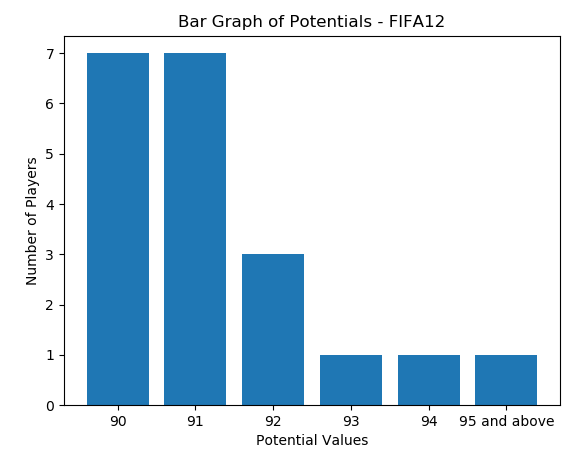 Bar Graph of Potentials - FIFA12
Number of Players
7
6
5
4
3
2
1
0
90 91 92 93 94 95 and above
Potential Values